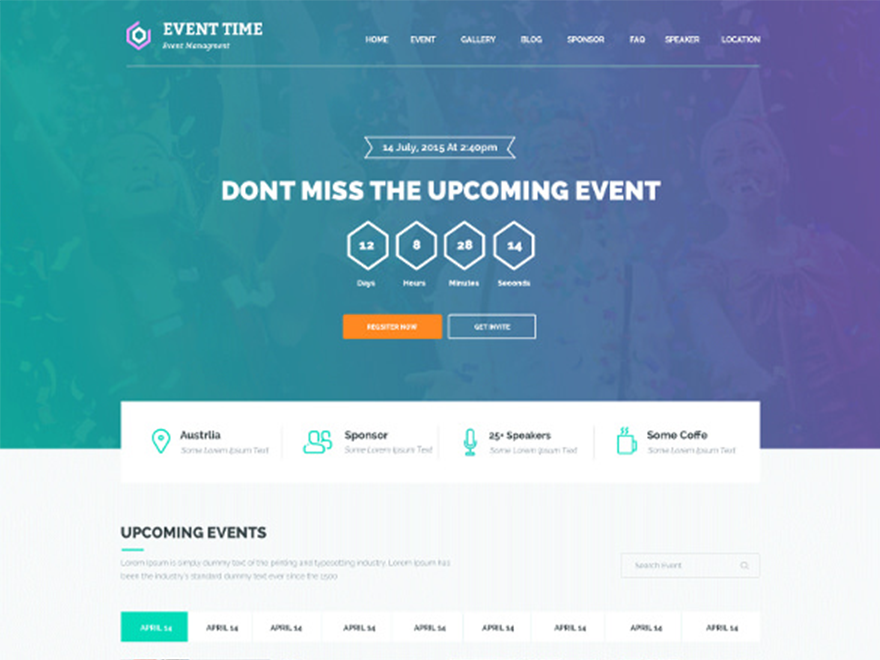 EVENT TIME
Event Managment
HOME EVENT GALLERY BLOG SPONSOR FAQ SPEAKER LOCATION
14 July, 2015 At 2:40pm
DONT MISS THE UPCOMING EVENT
12 8 28 14
Days Hours Minutes Seconds
REGSITER NOW GET INVITE
Austrlia Sponsor 25+ Speakers Some Coffe
Some Lorem Ipsum Text Some Lorem Ipsum Text Some Lorem Ipsum Text Some Lorem Ipsum Text
UPCOMING EVENTS
Lorem Ipsum is simply dummy text of the printing and typesetting industry. Lorem Ipsum has
been the industry's standard dummy text ever since the 1500
Search Event
APRIL 14 APRIL 14 APRIL 14 APRIL 14 APRIL 14 APRIL 14 APRIL 14 APRIL 14 APRIL 14